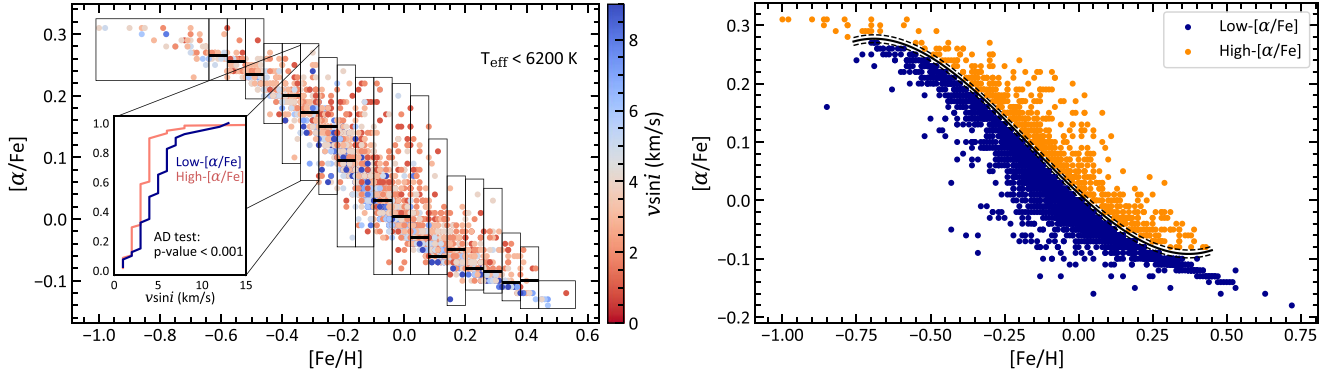 0.3
0.2
0.1
0.0
−0.1
[α/Fe]
T_eff < 6200 K
1.0
0.8
0.6
0.4
0.2
0.0
Low-[α/Fe]
High-[α/Fe]
AD test:
p-value < 0.001
0 5 10 15
vsini (km/s)
−1.0 −0.8 −0.6 −0.4 −0.2 0.0 0.2 0.4 0.6
[Fe/H]
8
6
4
2
0
vsini (km/s)
0.3
0.2
0.1
0.0
−0.1
−0.2
[α/Fe]
Low-[α/Fe]
High-[α/Fe]
−1.00 −0.75 −0.50 −0.25 0.00 0.25 0.50 0.75
[Fe/H]